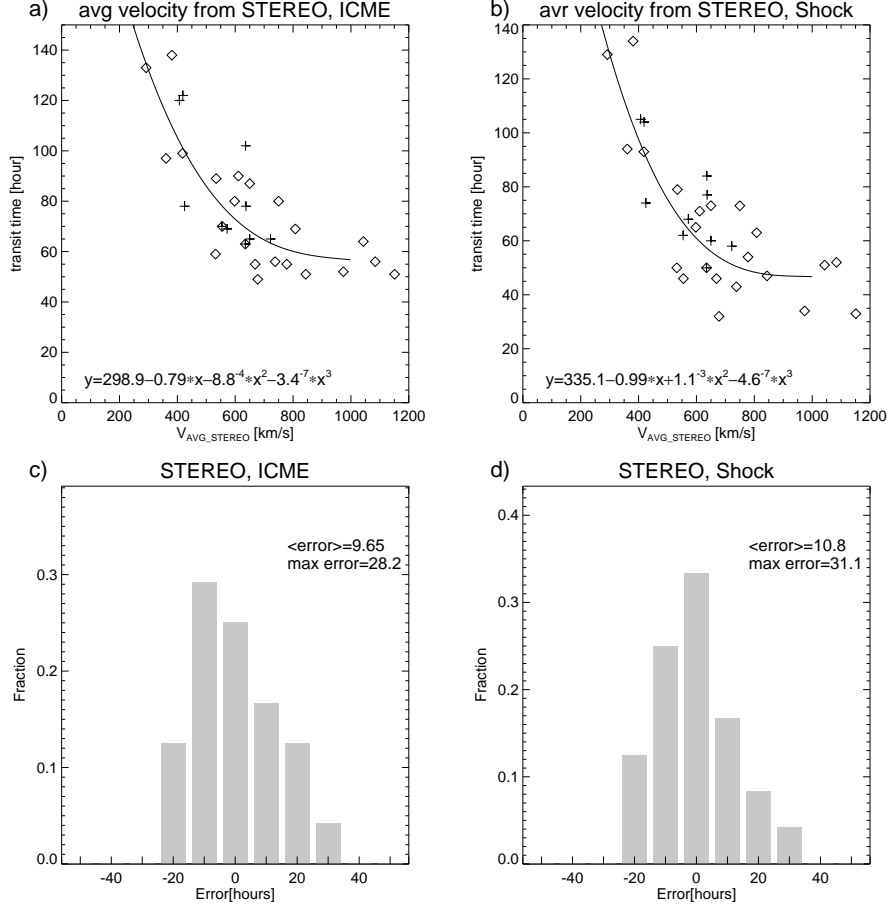 a) avg velocity from STEREO, ICME
140
120
100
80
60
40
20
0
transit time [hour]
y=298.9−0.79*x−8.8^-4*x^2−3.4^-7*x^3
0 200 400 600 800 1000 1200
V_AVG_STEREO [km/s]
b) avr velocity from STEREO, Shock
140
120
100
80
60
40
20
0
transit time [hour]
y=335.1−0.99*x+1.1^-3*x^2−4.6^-7*x^3
0 200 400 600 800 1000 1200
V_AVG_STEREO [km/s]
c) STEREO, ICME
<error>=9.65
max error=28.2
0.3
0.2
0.1
0.0
Fraction
-40 -20 0 20 40
Error[hours]
d) STEREO, Shock
<error>=10.8
max error=31.1
0.4
0.3
0.2
0.1
0.0
Fraction
-40 -20 0 20 40
Error[hours]